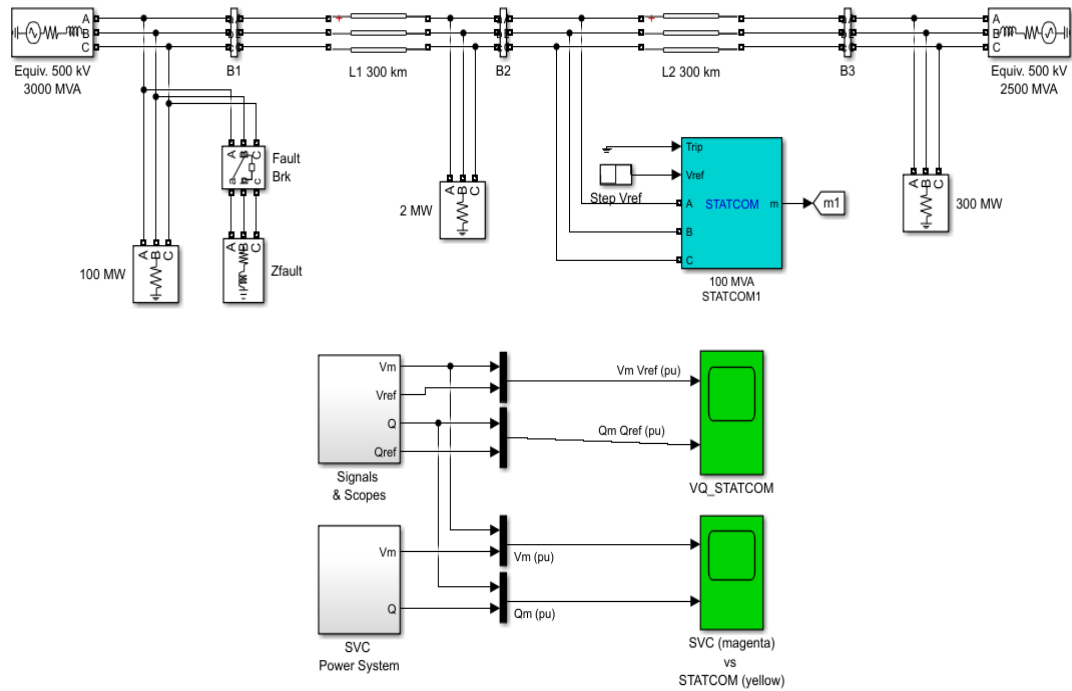 A
B
C
Equiv. 500 kV
3000 MVA
B1
L1 300 km
B2
L2 300 km
B3
A
B
C
Equiv. 500 kV
2500 MVA
A B C
a b c
Fault
Brk
A B C
Zfault
A B C
100 MW
A B C
2 MW
Step Vref
Trip
Vref
A
B
C
STATCOM
m
m1
100 MVA
STATCOM1
A B C
300 MW
Vm
Vref
Q
Qref
Signals
& Scopes
Vm Vref (pu)
Qm Qref (pu)
VQ_STATCOM
Vm
Q
SVC
Power System
Vm (pu)
Qm (pu)
SVC (magenta)
vs
STATCOM (yellow)